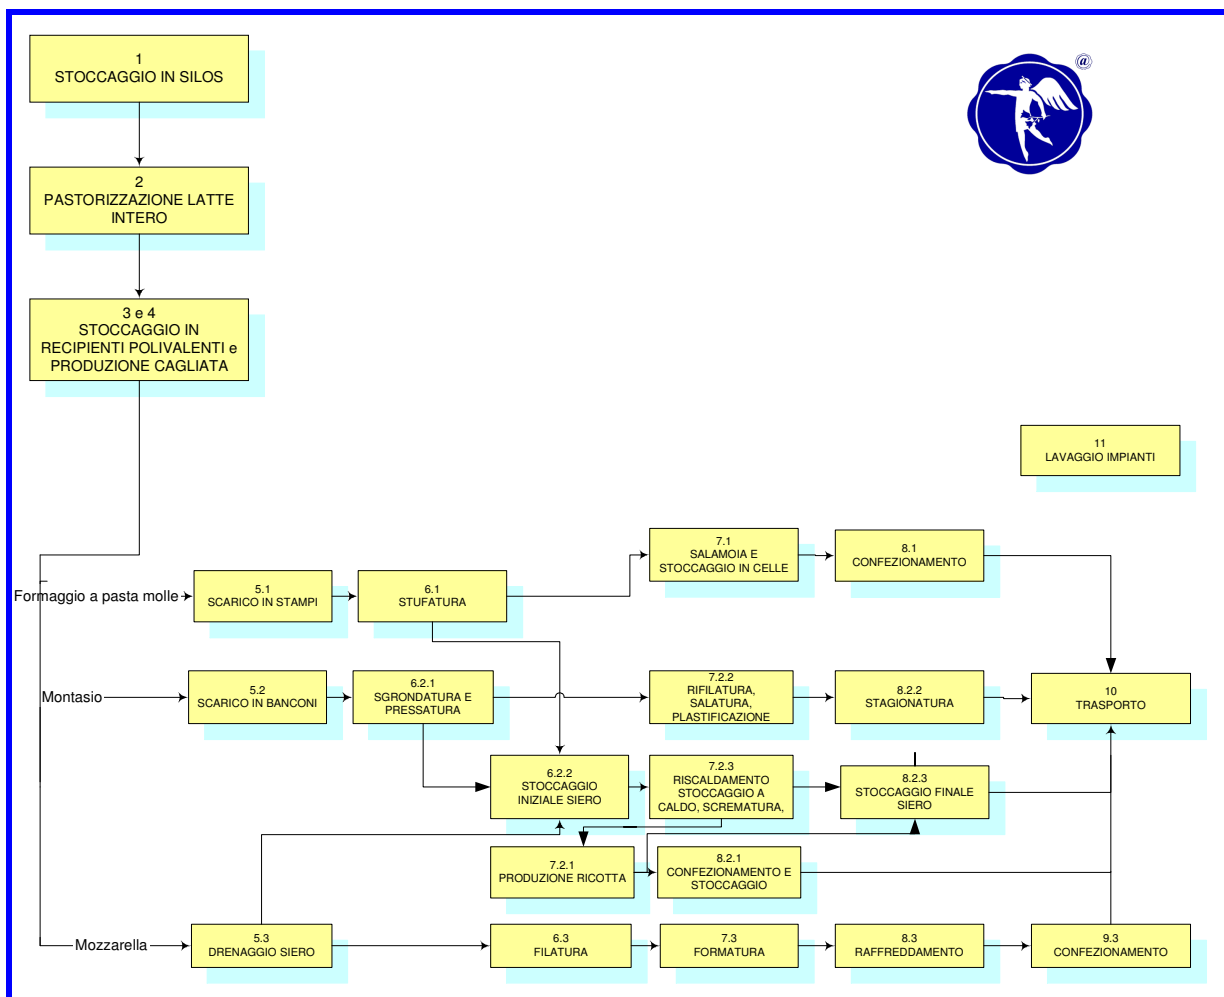 1
STOCCAGGIO IN SILOS
@
2
PASTORIZZAZIONE LATTE
INTERO
3 e 4
STOCCAGGIO IN
RECIPIENTI POLIVALENTI e
PRODUZIONE CAGLIATA
11
LAVAGGIO IMPIANTI
Formaggio a pasta molle
5.1
SCARICO IN STAMPI
6.1
STUFATURA
7.1
SALAMOIA E
STOCCAGGIO IN CELLE
8.1
CONFEZIONAMENTO
Montasio
5.2
SCARICO IN BANCONI
6.2.1
SGRONDATURA E
PRESSATURA
7.2.2
RIFILATURA,
SALATURA,
PLASTIFICAZIONE
8.2.2
STAGIONATURA
10
TRASPORTO
6.2.2
STOCCAGGIO
INIZIALE SIERO
7.2.3
RISCALDAMENTO
STOCCAGGIO A
CALDO, SCREMATURA,
8.2.3
STOCCAGGIO FINALE
SIERO
7.2.1
PRODUZIONE RICOTTA
8.2.1
CONFEZIONAMENTO E
STOCCAGGIO
Mozzarella
5.3
DRENAGGIO SIERO
6.3
FILATURA
7.3
FORMATURA
8.3
RAFFREDDAMENTO
9.3
CONFEZIONAMENTO